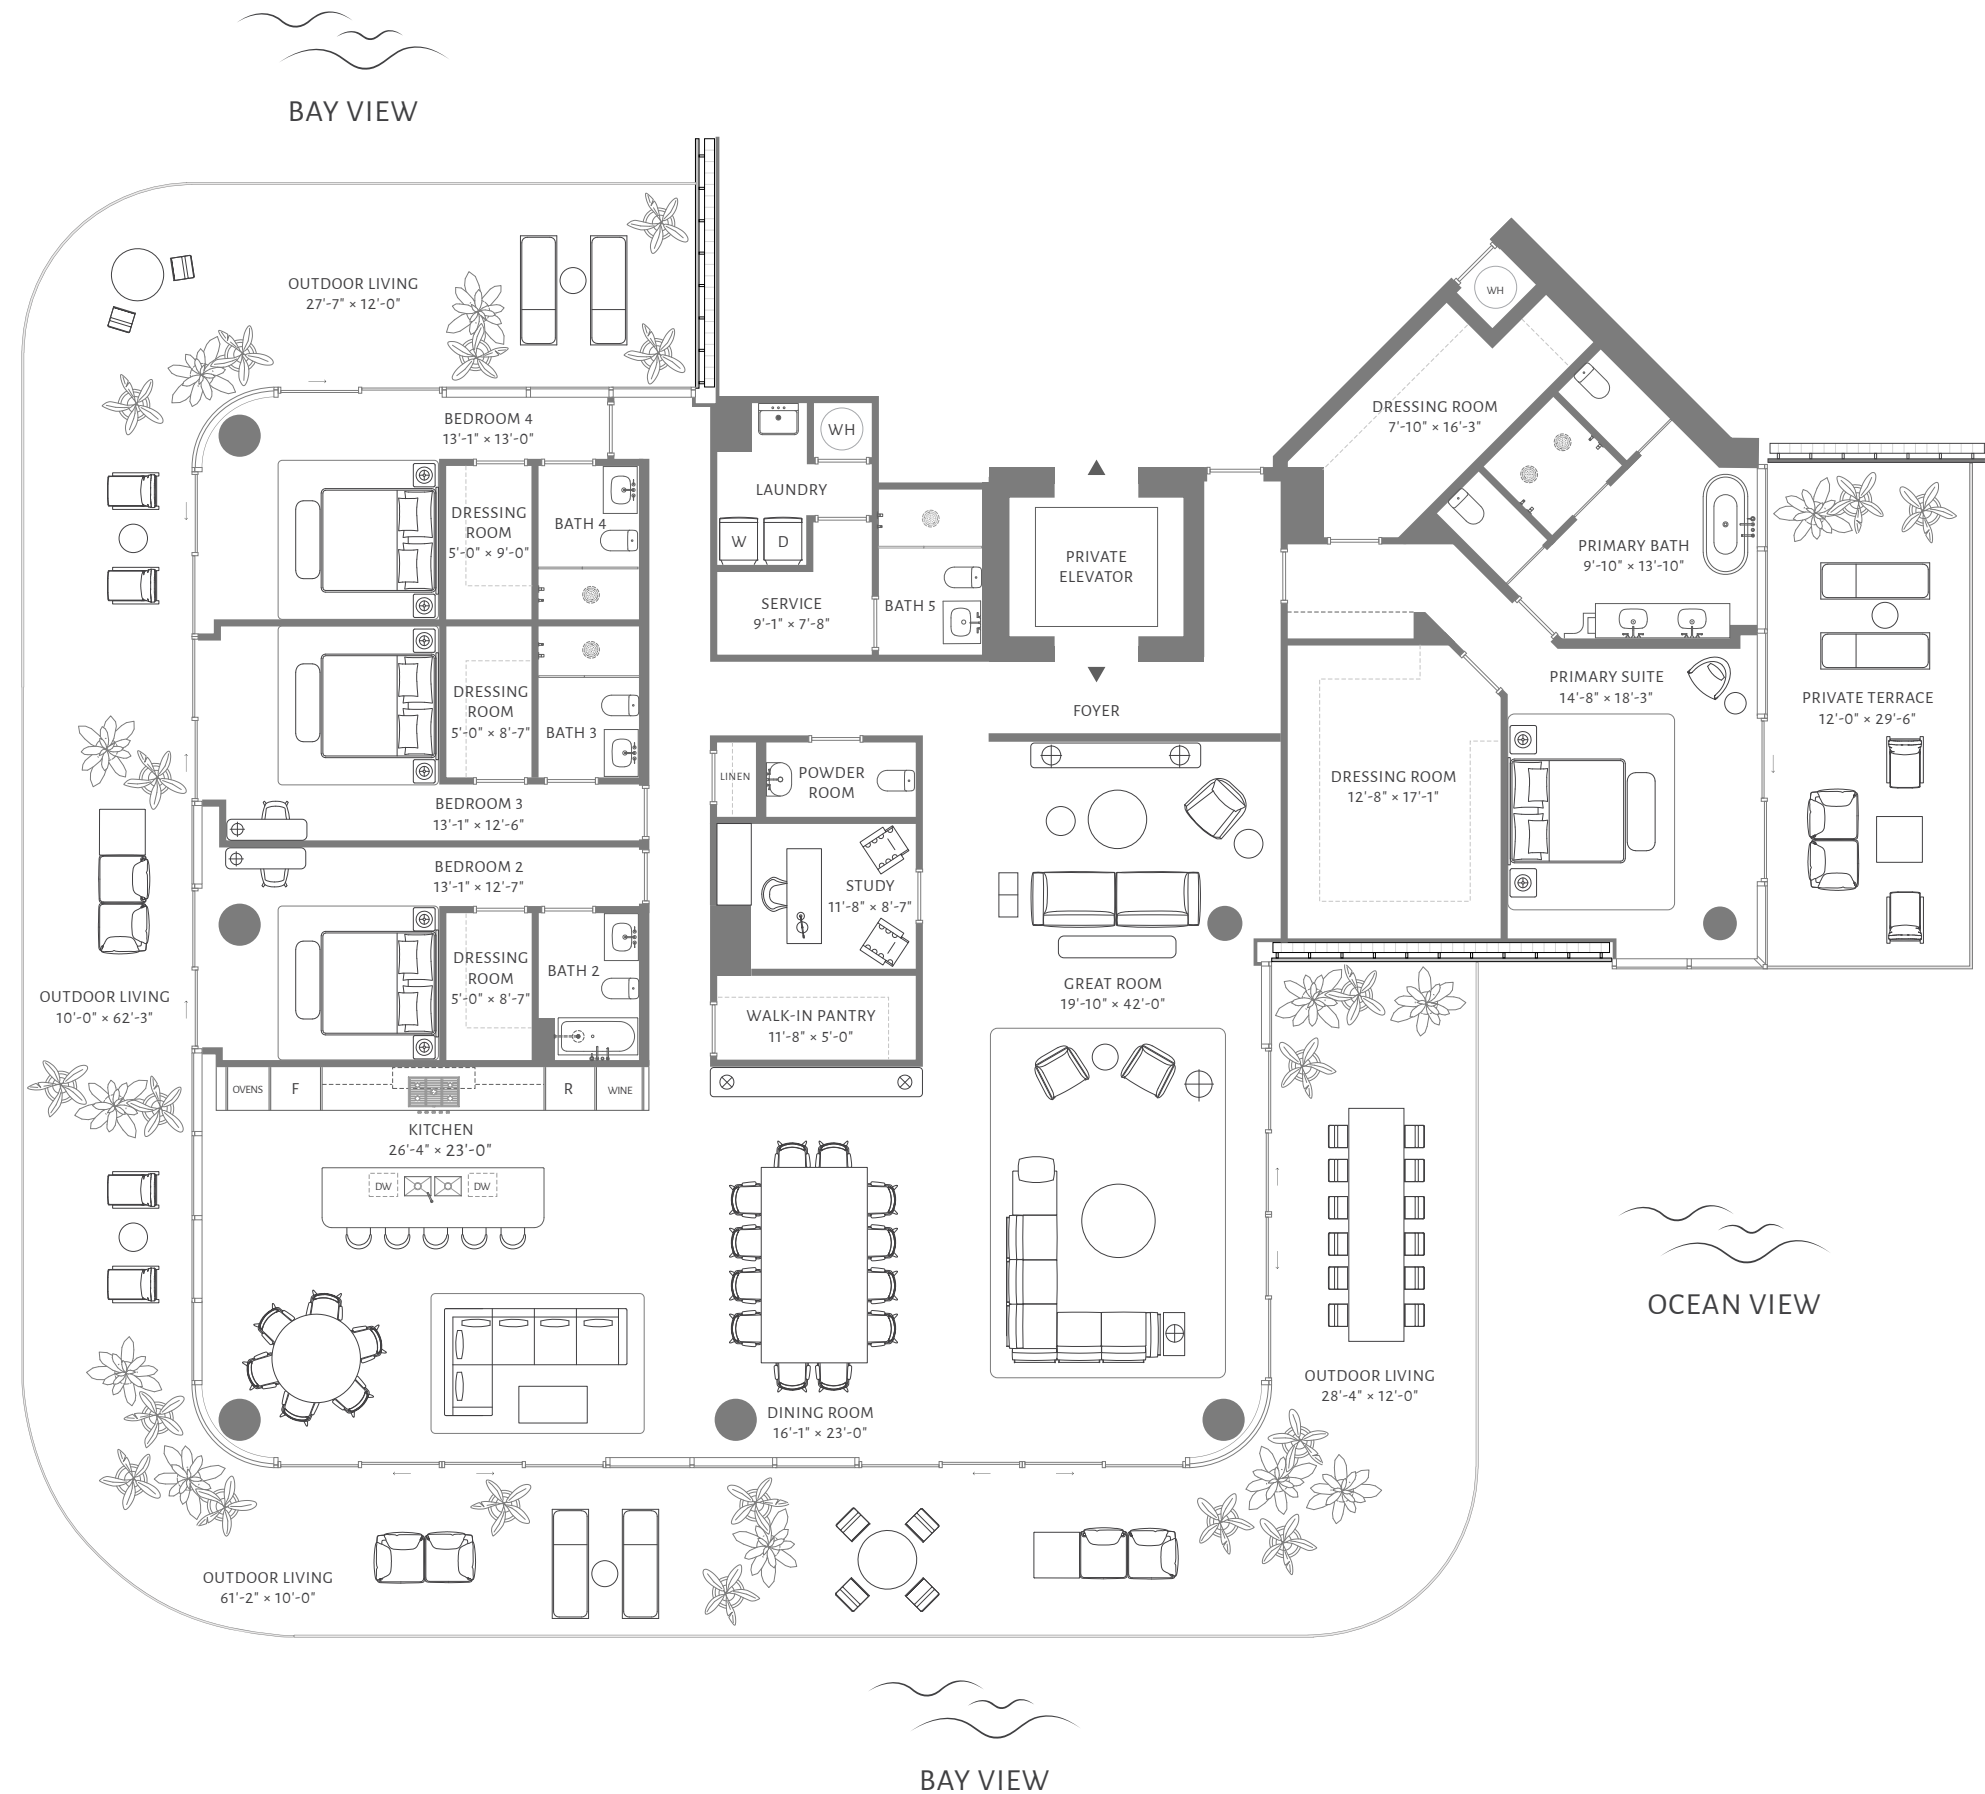 BAY VIEW
OUTDOOR LIVING
27'-7" × 12'-0"
BEDROOM 4
13'-1" × 13'-0"
DRESSING
ROOM
5'-0" × 9'-0"
BATH 4
WH
LAUNDRY
W
D
SERVICE
9'-1" × 7'-8"
BATH 5
PRIVATE
ELEVATOR
FOYER
WH
DRESSING ROOM
7'-10" × 16'-3"
PRIMARY BATH
9'-10" × 13'-10"
PRIMARY SUITE
14'-8" × 18'-3"
PRIVATE TERRACE
12'-0" × 29'-6"
DRESSING ROOM
12'-8" × 17'-1"
DRESSING
ROOM
5'-0" × 8'-7"
BATH 3
BEDROOM 3
13'-1" × 12'-6"
LINEN
POWDER
ROOM
BEDROOM 2
13'-1" × 12'-7"
STUDY
11'-8" × 8'-7"
DRESSING
ROOM
5'-0" × 8'-7"
BATH 2
OUTDOOR LIVING
10'-0" × 62'-3"
WALK-IN PANTRY
11'-8" × 5'-0"
GREAT ROOM
19'-10" × 42'-0"
OVENS
F
R
WINE
KITCHEN
26'-4" × 23'-0"
DW
DW
OCEAN VIEW
OUTDOOR LIVING
28'-4" × 12'-0"
DINING ROOM
16'-1" × 23'-0"
OUTDOOR LIVING
61'-2" × 10'-0"
BAY VIEW